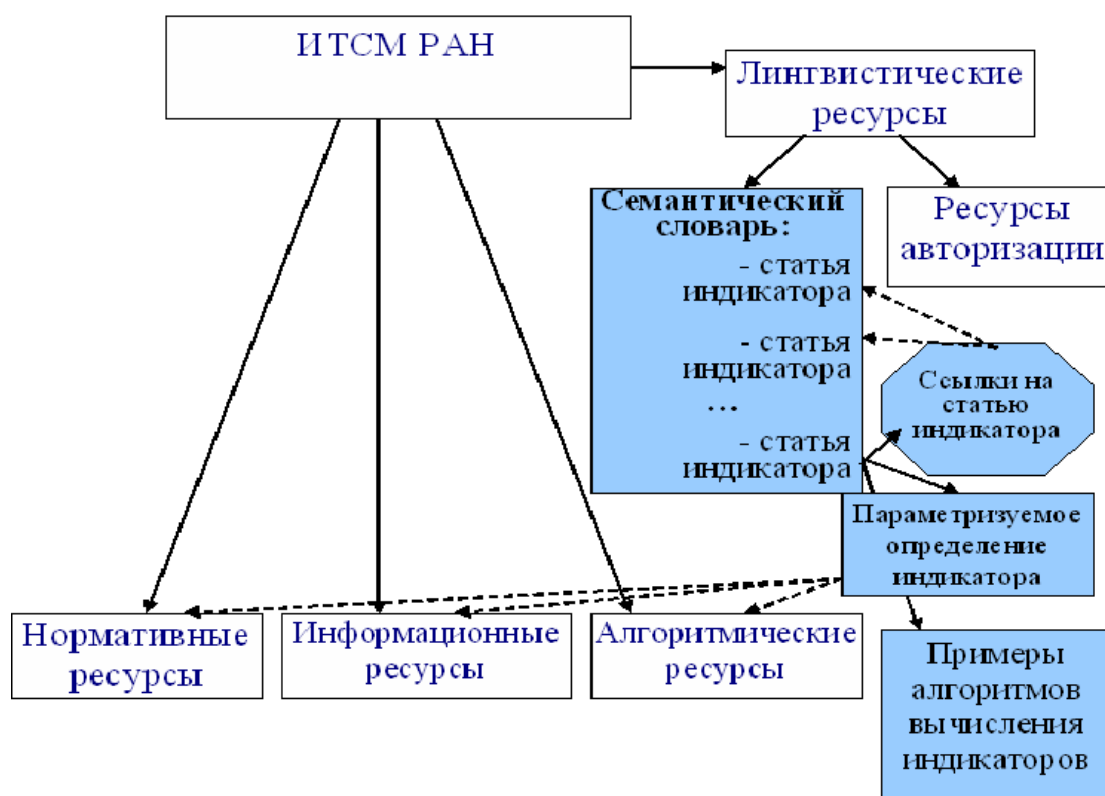 ИТСМ РАН
Лингвистические
ресурсы
Семантический
словарь:
- статья
индикатора
- статья
индикатора
...
- статья
индикатора
Ресурсы
авторизации
Ссылки на
статью
индикатора
Параметризуемое
определение
индикатора
Нормативные
ресурсы
Информационные
ресурсы
Алгоритмические
ресурсы
Примеры
алгоритмов
вычисления
индикаторов